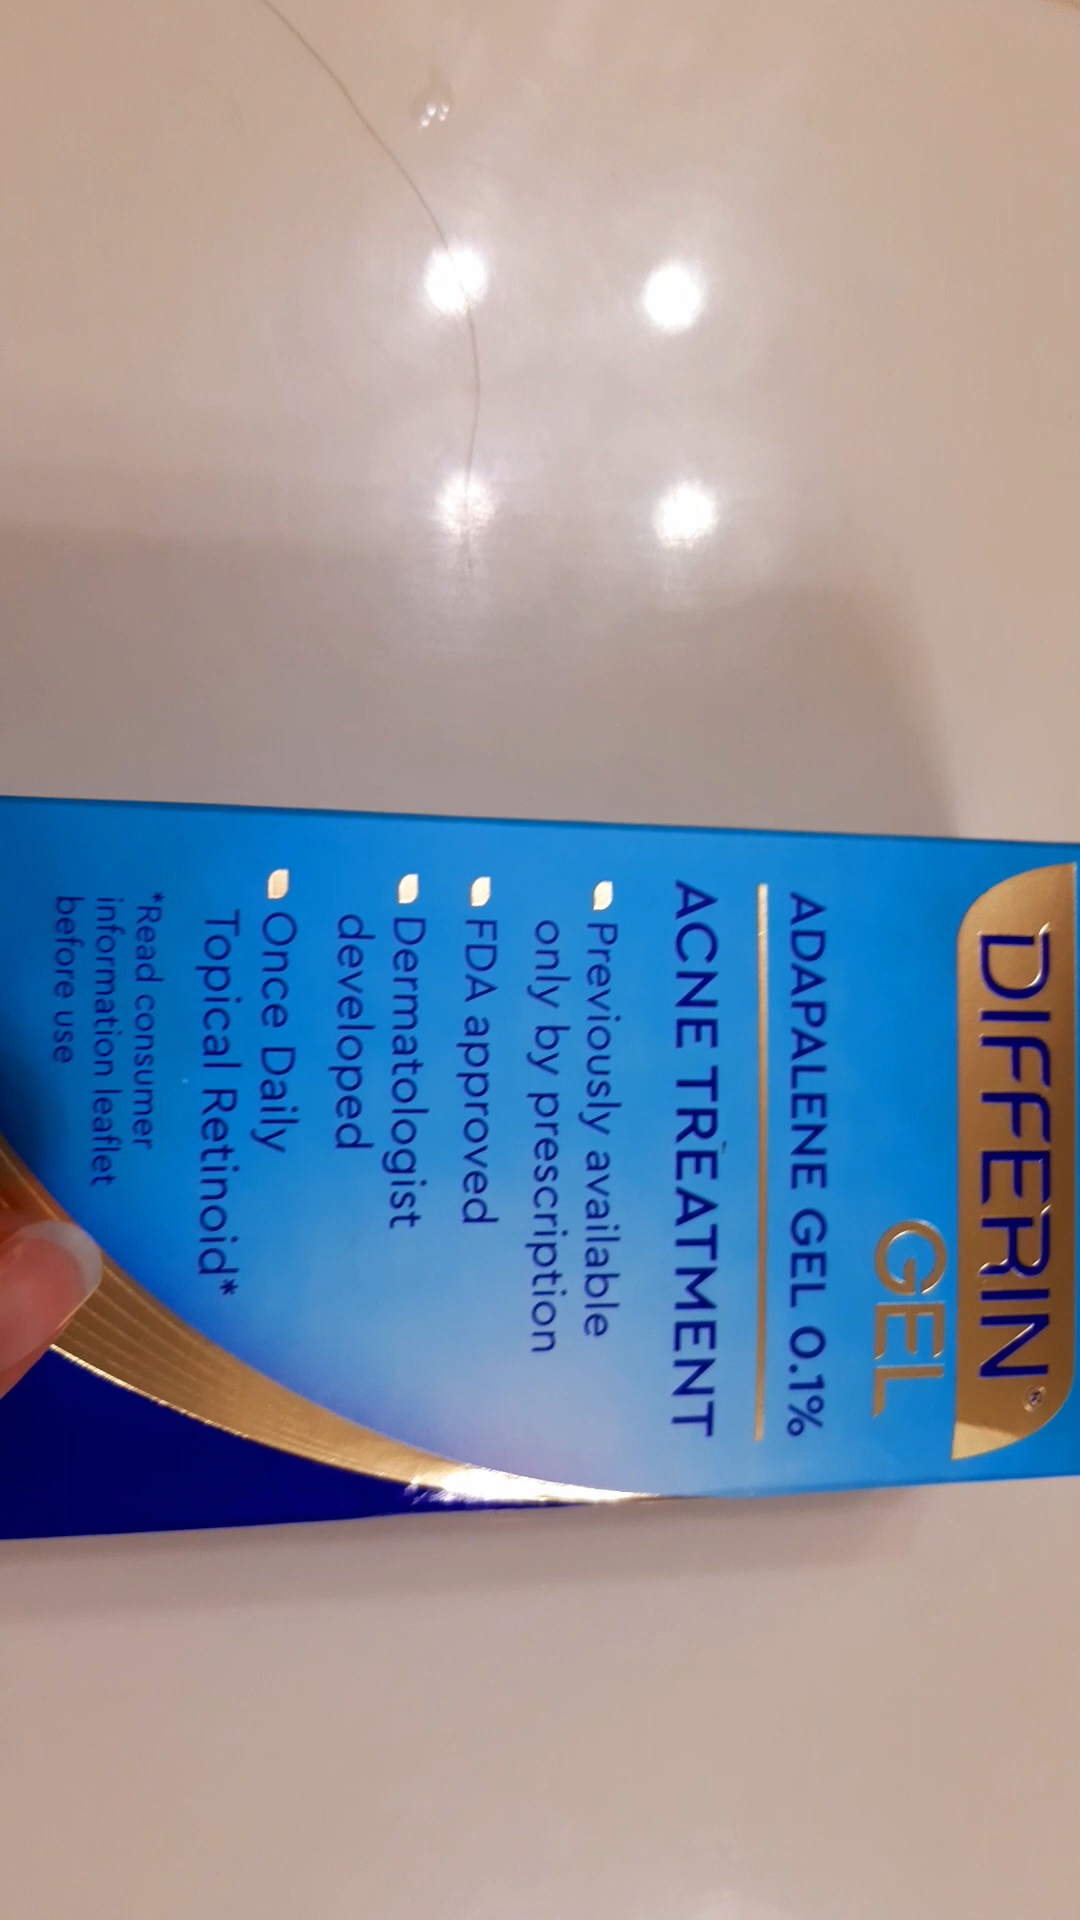 DIFFERIN®
GEL
ADAPALENE GEL 0.1%
ACNE TREATMENT
Previously available
only by prescription
FDA approved
Dermatologist
developed
Once Daily
Topical Retinoid*
*Read consumer
information leaflet
before use